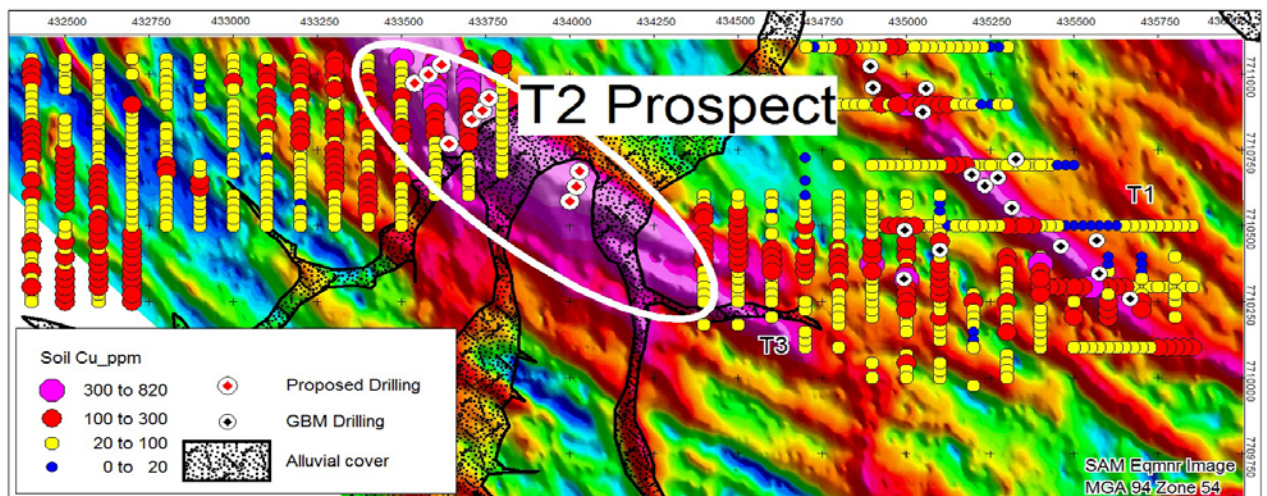 432500 432750 433000 433250 433500 433750 434000 434250 434500 434750 435000 435250 435500 435750
7711000
T2 Prospect
7710750
T1
7710500
7710250
T3
7710000
7709750
Soil Cu_ppm
300 to 820
100 to 300
20 to 100
0 to 20
Proposed Drilling
GBM Drilling
Alluvial cover
SAM Eqmnr Image
MGA 94 Zone 54